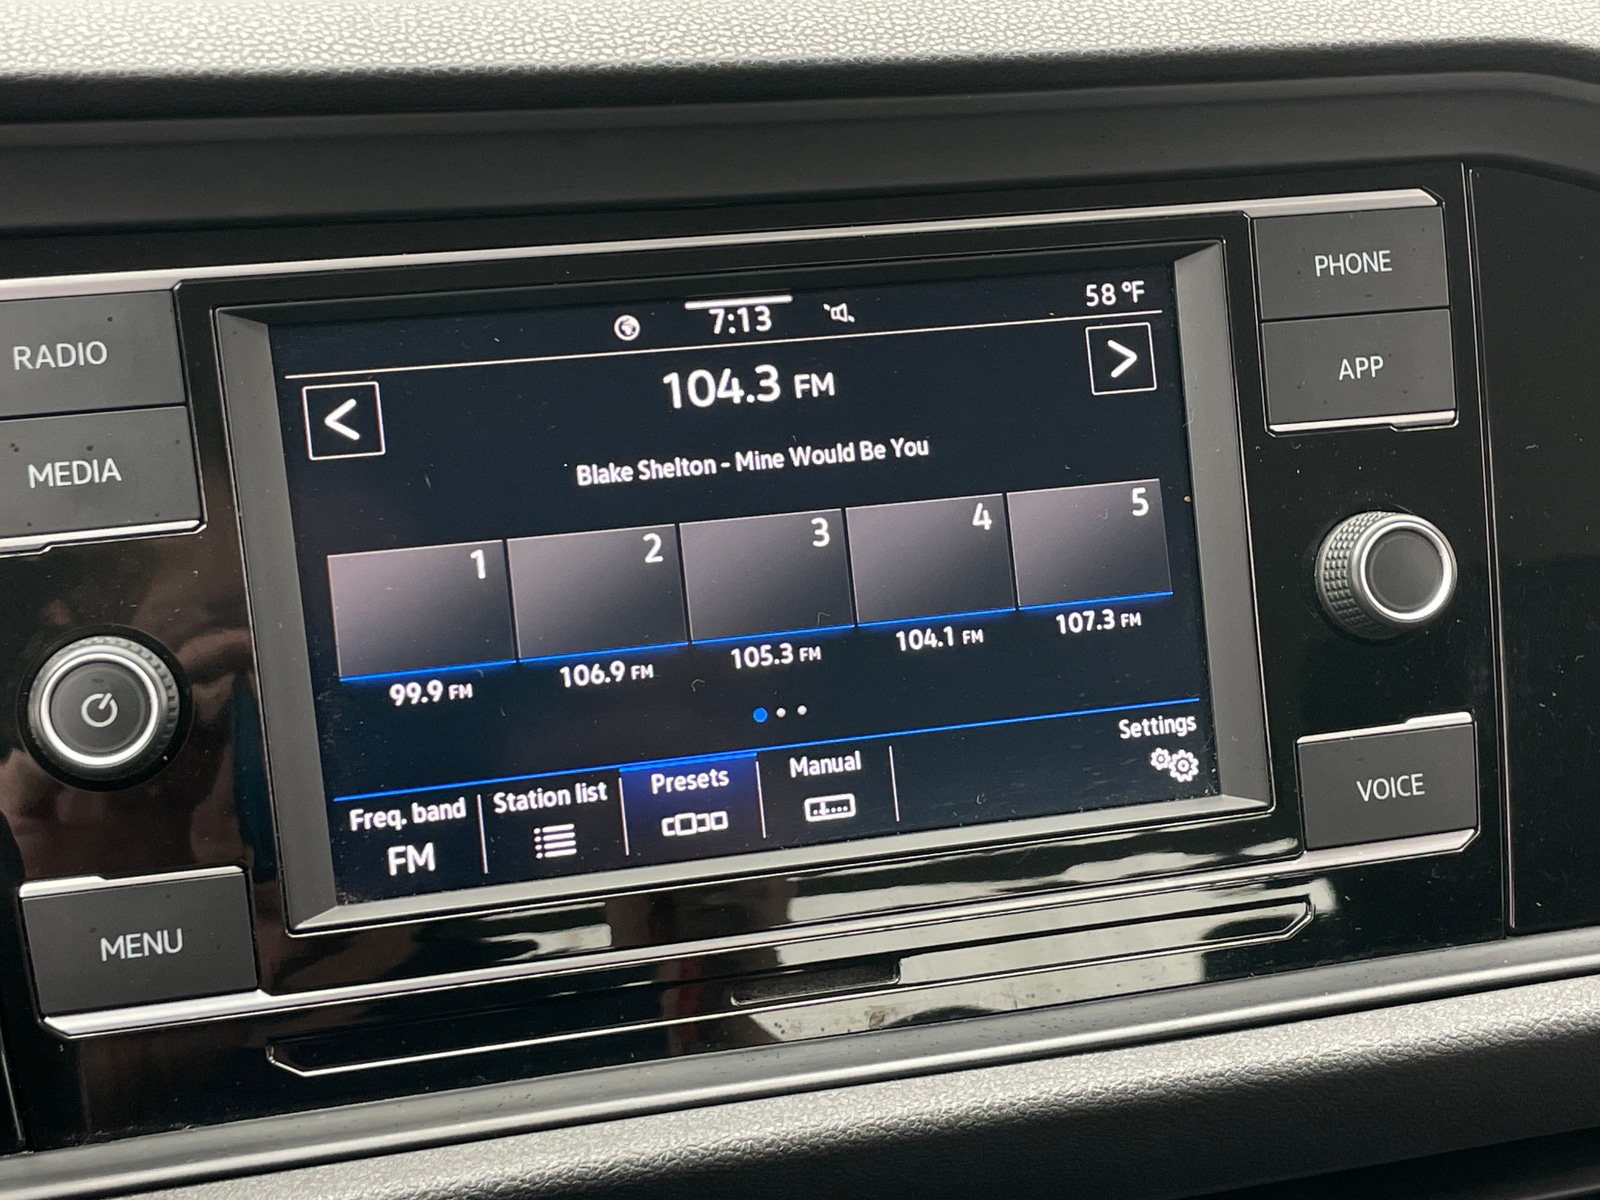 7:13
58 °F
<
104.3 FM
>
Blake Shelton - Mine Would Be You
1
2
3
4
5
99.9 FM
106.9 FM
105.3 FM
104.1 FM
107.3 FM
Freq. band
FM
Station list
Presets
Manual
Settings
RADIO
MEDIA
MENU
PHONE
APP
VOICE